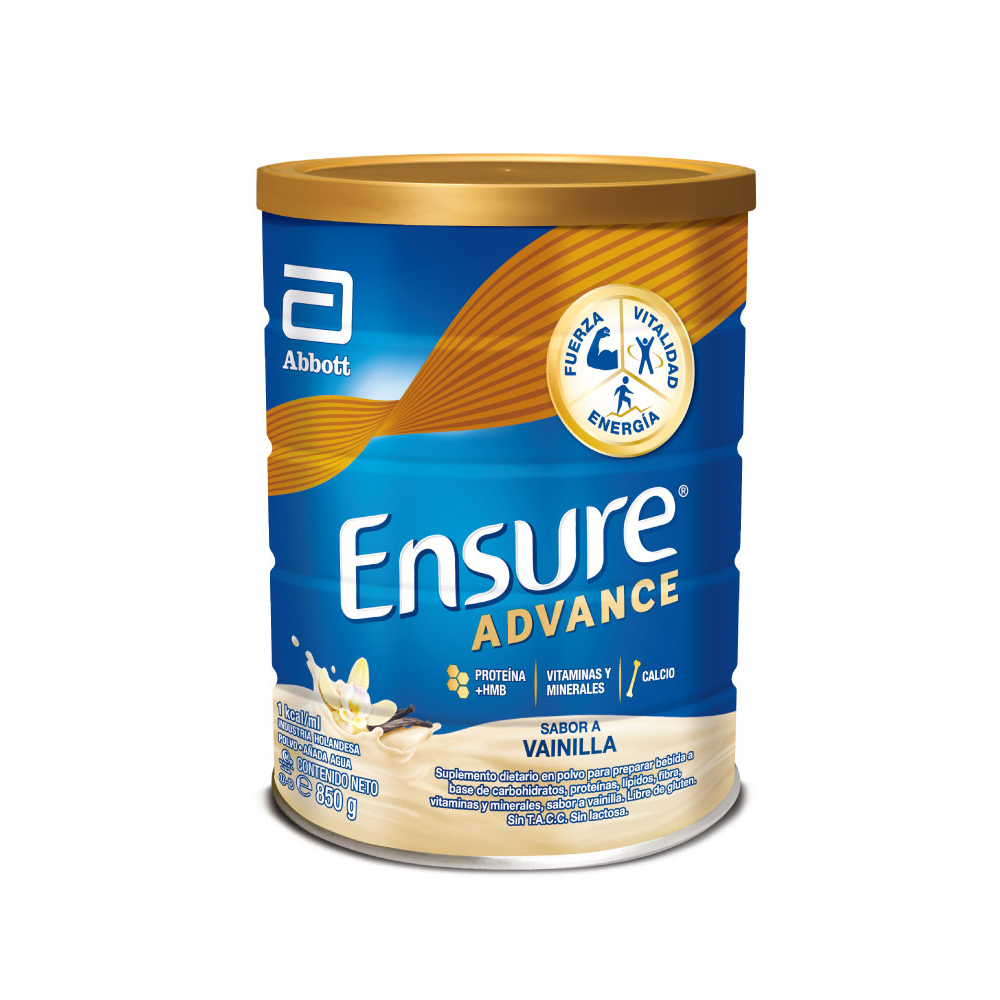 Abbott
FUERZA
VITALIDAD
ENERGÍA
Ensure®
ADVANCE
PROTEÍNA
+HMB
VITAMINAS Y
MINERALES
CALCIO
SABOR A
VAINILLA
1 kcal/ml
INDUSTRIA HOLANDESA
POLVO • AÑADA AGUA
CONTENIDO NETO
850 g
Suplemento dietario en polvo para preparar bebida a
base de carbohidratos, proteínas, lípidos, fibra,
vitaminas y minerales, sabor a vainilla. Libre de gluten.
Sin T.A.C.C. Sin lactosa.